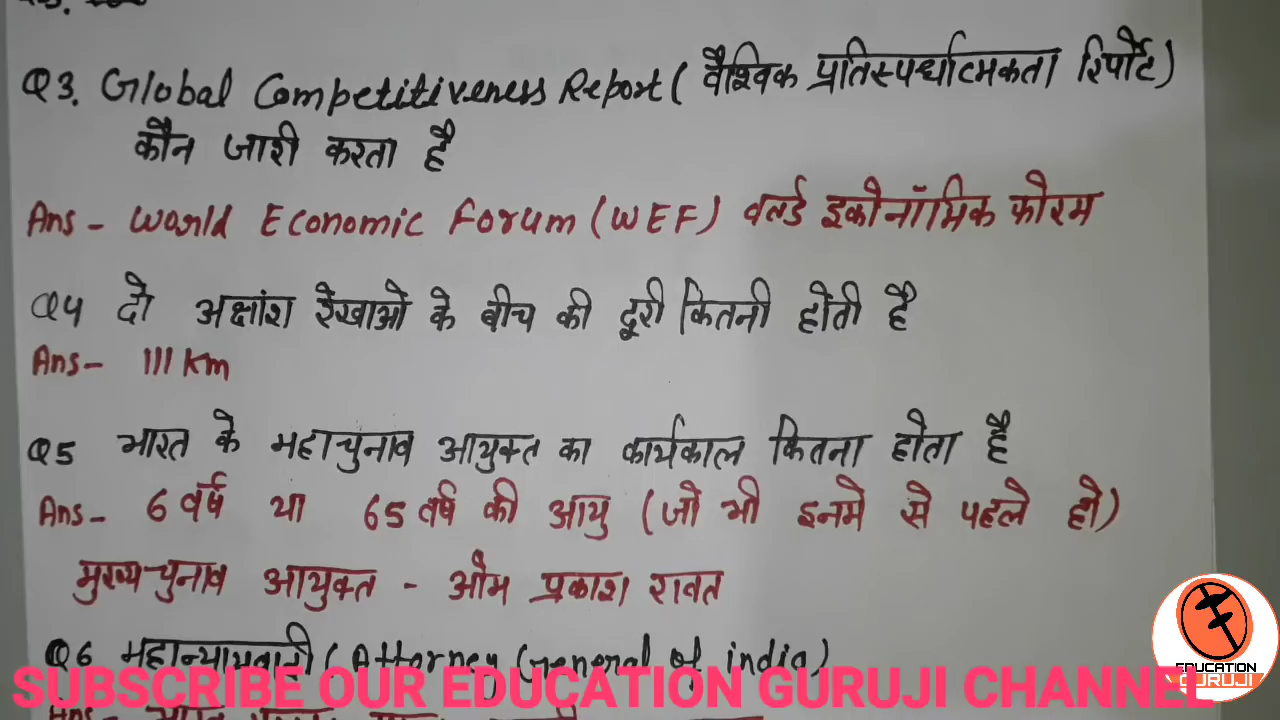 Q3. Global Competitiveness Report ( वैश्विक प्रतिस्पर्धात्मकता रिपोर्ट )
कौन जारी करता है
Ans - World Economic Forum (WEF) वर्ल्ड इकोनॉमिक फोरम
Q4 दो अक्षांश रेखाओ के बीच की दूरी कितनी होती है
Ans - 111 Km
Q5 भारत के महाचुनाव आयुक्त का कार्यकाल कितना होता है
Ans - 6 वर्ष या 65 वर्ष की आयु (जो भी इनमे से पहले हो)
मुख्य चुनाव आयुक्त - ओम प्रकाश रावत
Q6 महान्यायवादी ( Attorney General of india)
SUBSCRIBE OUR EDUCATION GURUJI CHANNEL
EDUCATION
GURUJI
Ans -